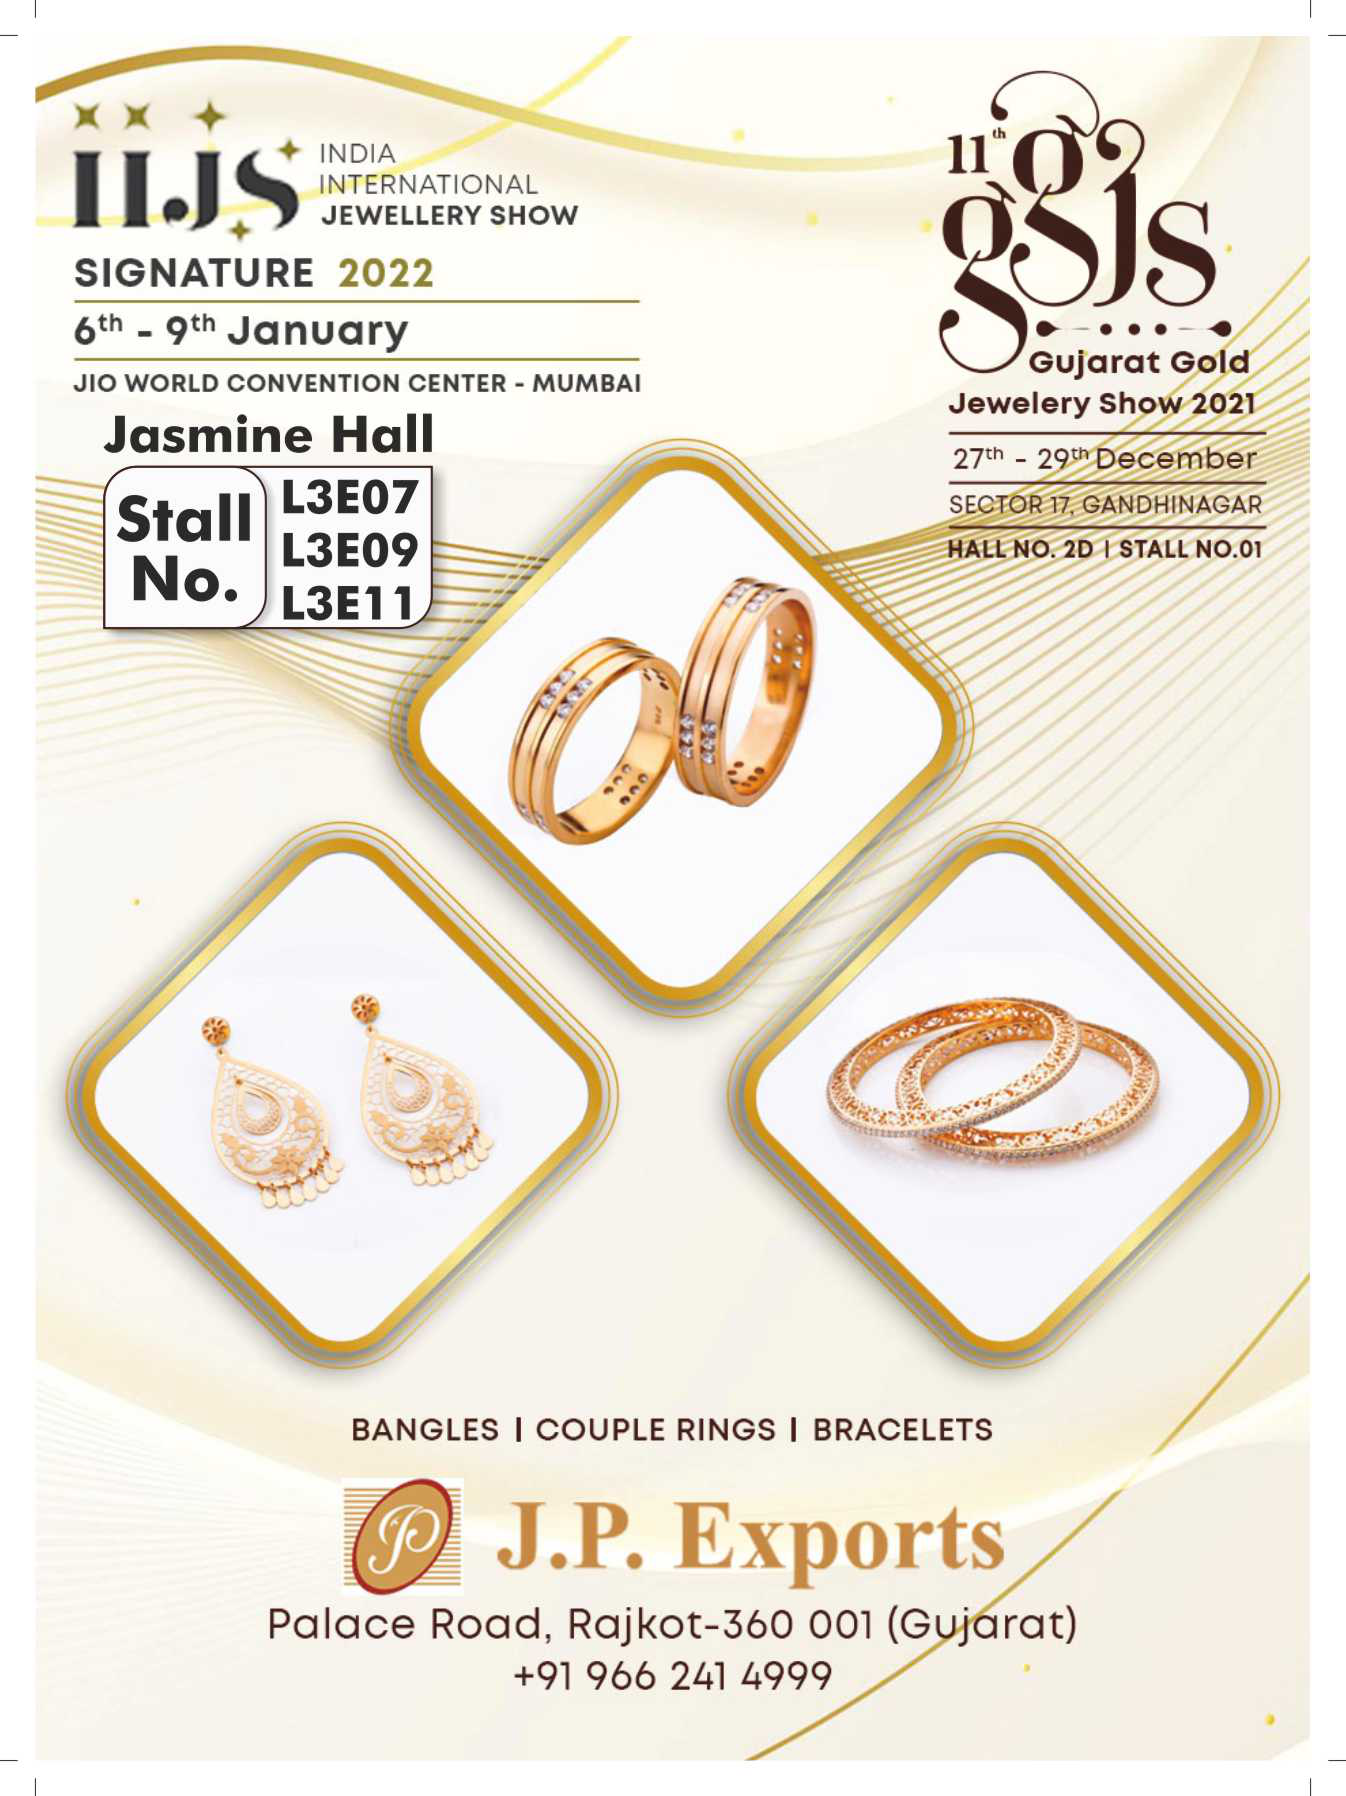 iijs
INDIA
INTERNATIONAL
JEWELLERY SHOW
SIGNATURE 2022
6th - 9th January
JIO WORLD CONVENTION CENTER - MUMBAI
Jasmine Hall
Stall No.
L3E07
L3E09
L3E11
11th
ggjs
Gujarat Gold
Jewelery Show 2021
27th - 29th December
SECTOR 17, GANDHINAGAR
HALL NO. 2D | STALL NO.01
BANGLES | COUPLE RINGS | BRACELETS
JP
J.P. Exports
Palace Road, Rajkot-360 001 (Gujarat)
+91 966 241 4999